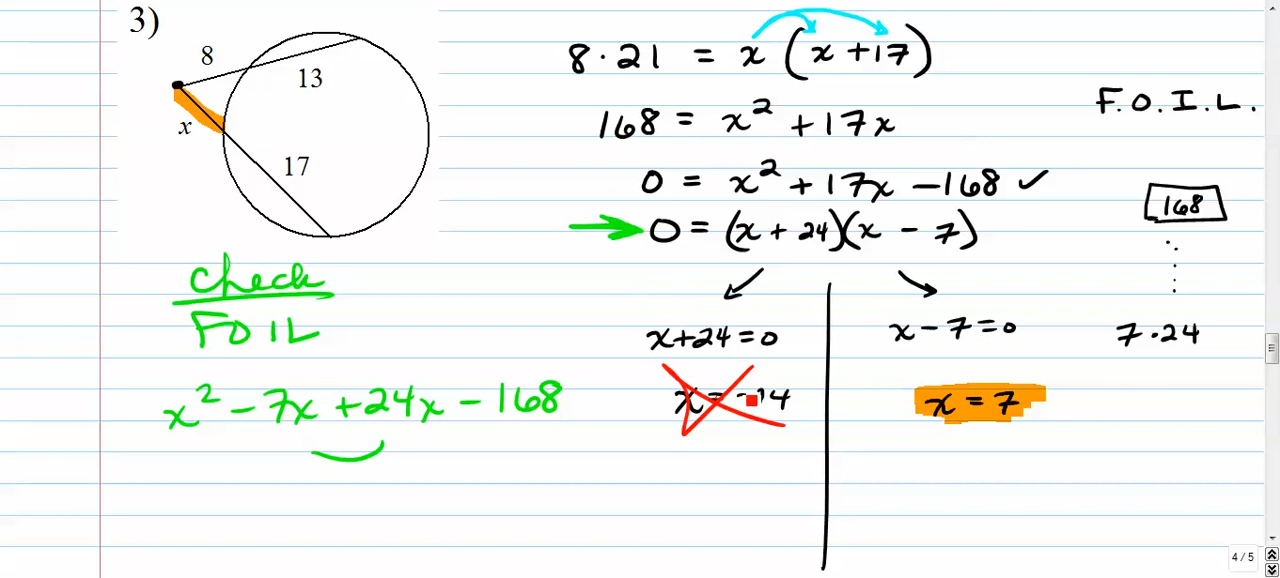 3)
8
13
x
17
8 · 21 = x (x + 17)
168 = x² + 17x
F.O.I.L.
0 = x² + 17x - 168 ✓
168
0 = (x + 24)(x - 7)
Check
FOIL
x² - 7x + 24x - 168
x + 24 = 0
x - 7 = 0
7 · 24
x = 7
4 / 5